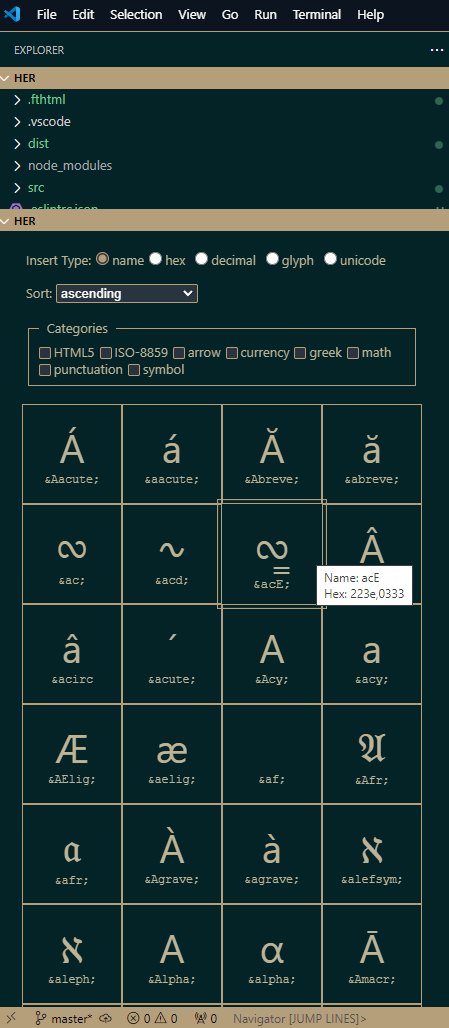 File Edit Selection View Go Run Terminal Help
EXPLORER ...
HER
.fthtml
.vscode
dist
node_modules
src
.eslintrc.json
HER
Insert Type: name hex decimal glyph unicode
Sort: ascending
Categories
HTML5 ISO-8859 arrow currency greek math
punctuation symbol
Á á Ă ă
&Aacute; &aacute; &Abreve; &abreve;
∾ ∿ ∾̳ Â
&ac; &acd; &acE;
Name: acE
Hex: 223e,0333
â ´ А а
&acirc &acute; &Acy; &acy;
Æ æ 𝔄
&AElig; &aelig; &af; &Afr;
𝔞 À à ℵ
&afr; &Agrave; &agrave; &alefsym;
ℵ Α α Ā
&aleph; &Alpha; &alpha; &Amacr;
master* 0 0 0 Navigator [JUMP LINES]>